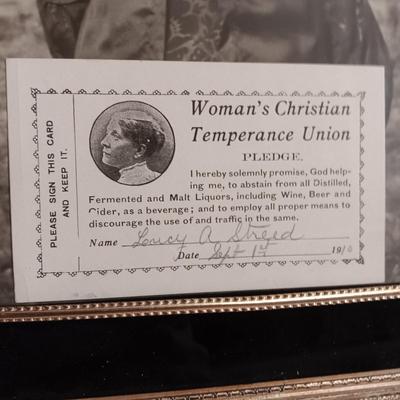 PLEASE SIGN THIS CARD
AND KEEP IT.
Woman's Christian
Temperance Union
PLEDGE.
I hereby solemnly promise, God help-
ing me, to abstain from all Distilled,
Fermented and Malt Liquors, including Wine, Beer and
Cider, as a beverage; and to employ all proper means to
discourage the use of and traffic in the same.
Name Lucy A Streed
Date Sept 1st 191